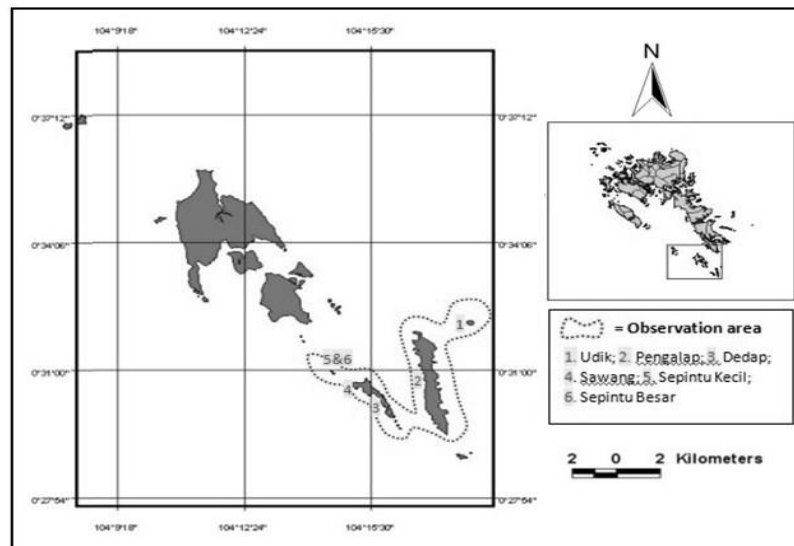 104°9'18" 104°12'24" 104°15'30"
N
0°37'12" 0°37'12"
0°34'06" 0°34'06"
0°31'00" 0°31'00"
0°27'54" 0°27'54"
1
5&6
2
4
3
104°9'18" 104°12'24" 104°15'30"
= Observation area
1. Udik; 2. Pengalap; 3. Dedap;
4. Sawang; 5. Sepintu Kecil;
6. Sepintu Besar
2 0 2 Kilometers